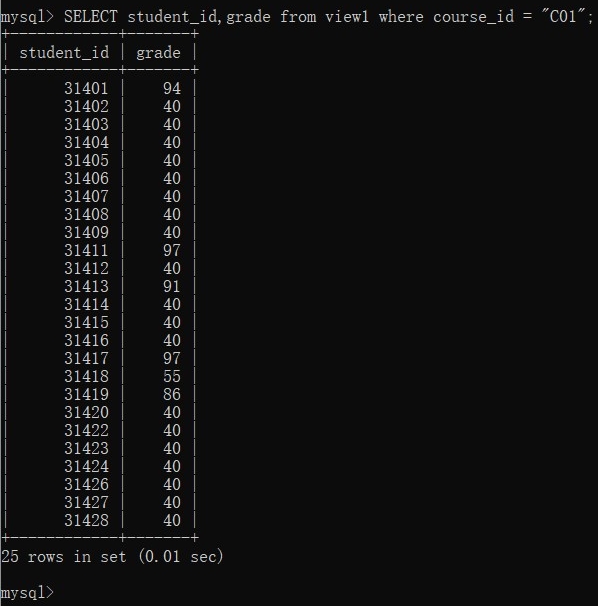 mysql> SELECT student_id,grade from view1 where course_id = "C01";
+------------+-------+
| student_id | grade |
+------------+-------+
|      31401 |    94 |
|      31402 |    40 |
|      31403 |    40 |
|      31404 |    40 |
|      31405 |    40 |
|      31406 |    40 |
|      31407 |    40 |
|      31408 |    40 |
|      31409 |    40 |
|      31411 |    97 |
|      31412 |    40 |
|      31413 |    91 |
|      31414 |    40 |
|      31415 |    40 |
|      31416 |    40 |
|      31417 |    97 |
|      31418 |    55 |
|      31419 |    86 |
|      31420 |    40 |
|      31422 |    40 |
|      31423 |    40 |
|      31424 |    40 |
|      31426 |    40 |
|      31427 |    40 |
|      31428 |    40 |
+------------+-------+
25 rows in set (0.01 sec)
mysql>